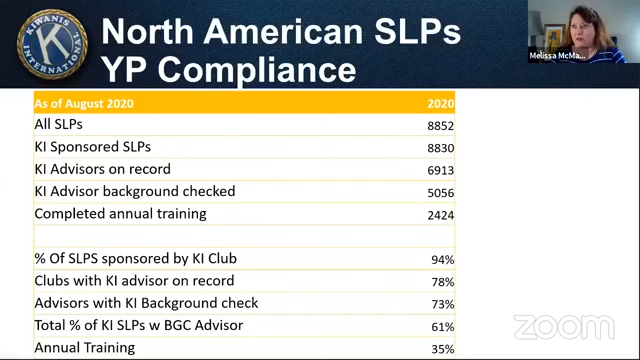 KIWANIS
INTERNATIONAL
K
North American SLPs
YP Compliance
Melissa McMa...
As of August 2020 2020
All SLPs 8852
KI Sponsored SLPs 8830
KI Advisors on record 6913
KI Advisor background checked 5056
Completed annual training 2424
% Of SLPS sponsored by KI Club 94%
Clubs with KI advisor on record 78%
Advisors with KI Background check 73%
Total % of KI SLPs w BGC Advisor 61%
Annual Training 35%
zoom